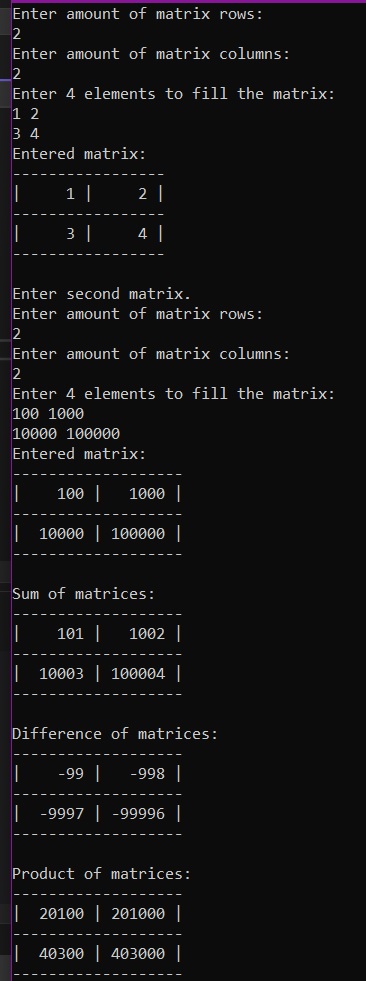 Enter amount of matrix rows:
2
Enter amount of matrix columns:
2
Enter 4 elements to fill the matrix:
1 2
3 4
Entered matrix:
-----------------
|     1 |     2 |
-----------------
|     3 |     4 |
-----------------

Enter second matrix.
Enter amount of matrix rows:
2
Enter amount of matrix columns:
2
Enter 4 elements to fill the matrix:
100 1000
10000 100000
Entered matrix:
-------------------
|    100 |   1000 |
-------------------
|  10000 | 100000 |
-------------------

Sum of matrices:
-------------------
|    101 |   1002 |
-------------------
|  10003 | 100004 |
-------------------

Difference of matrices:
-------------------
|    -99 |   -998 |
-------------------
|  -9997 | -99996 |
-------------------

Product of matrices:
-------------------
|  20100 | 201000 |
-------------------
|  40300 | 403000 |
-------------------